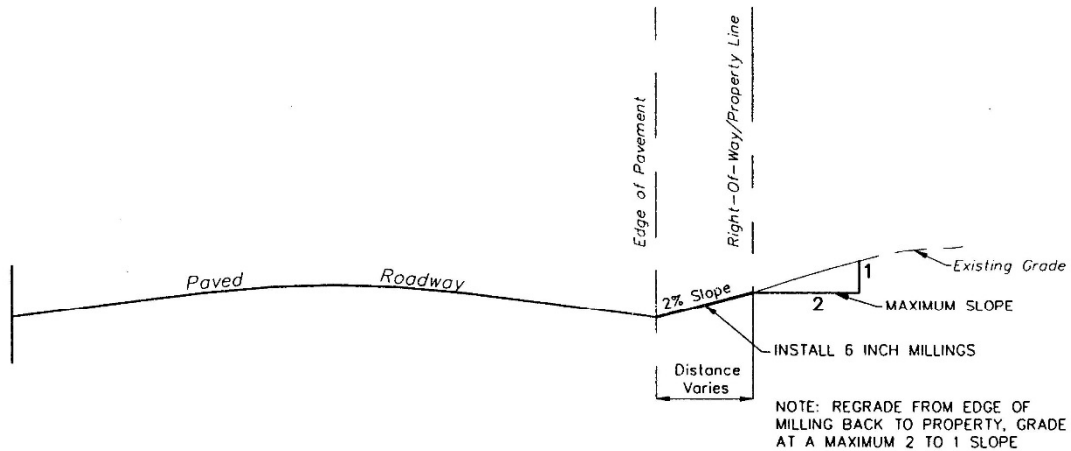 Edge of Pavement
Right-Of-Way/Property Line
Paved Roadway
2% Slope
1
2
Existing Grade
MAXIMUM SLOPE
INSTALL 6 INCH MILLINGS
Distance
Varies
NOTE: REGRADE FROM EDGE OF
MILLING BACK TO PROPERTY, GRADE
AT A MAXIMUM 2 TO 1 SLOPE